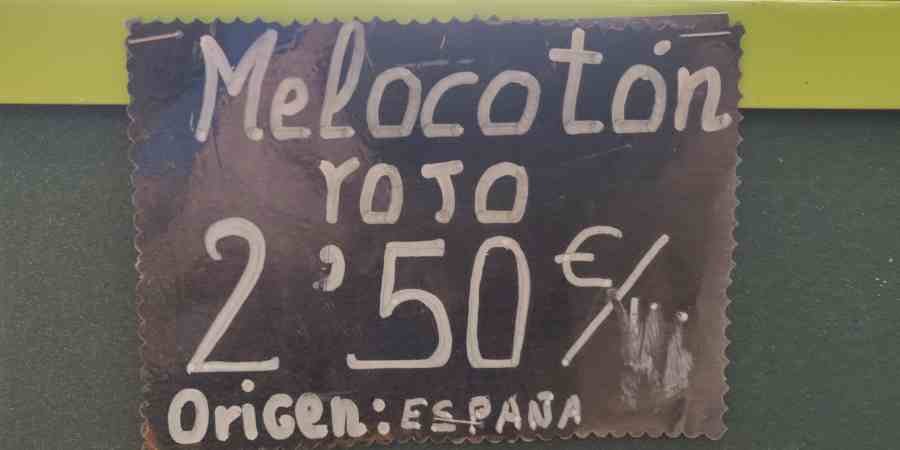 Melocotón
rojo
2,50 €/
Origen: ESPAÑA